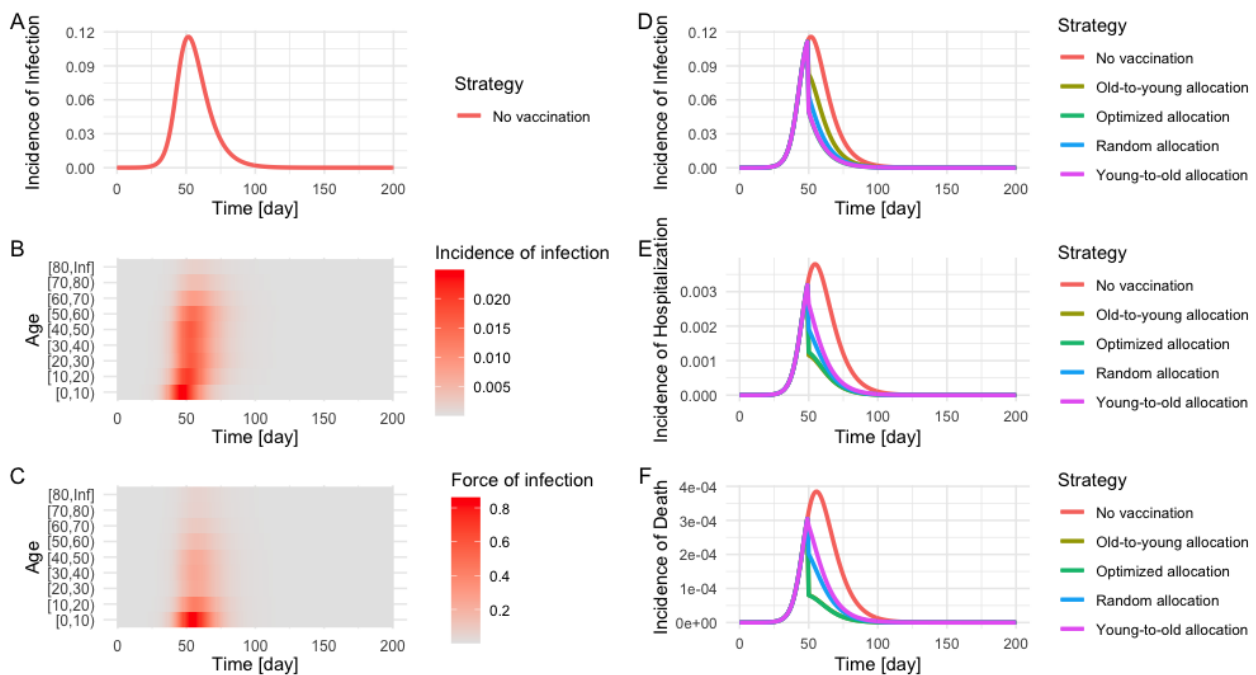 A
Incidence of Infection
0.12
0.09
0.06
0.03
0.00
0
50
100
150
200
Time [day]
Strategy
No vaccination
B
Age
[80,Inf]
[70,80)
[60,70)
[50,60)
[40,50)
[30,40)
[20,30)
[10,20)
[0,10)
0
50
100
150
200
Time [day]
Incidence of infection
0.020
0.015
0.010
0.005
C
Age
[80,Inf]
[70,80)
[60,70)
[50,60)
[40,50)
[30,40)
[20,30)
[10,20)
[0,10)
0
50
100
150
200
Time [day]
Force of infection
0.8
0.6
0.4
0.2
D
Incidence of Infection
0.12
0.09
0.06
0.03
0.00
0
50
100
150
200
Time [day]
Strategy
No vaccination
Old-to-young allocation
Optimized allocation
Random allocation
Young-to-old allocation
E
Incidence of Hospitalization
0.003
0.002
0.001
0.000
0
50
100
150
200
Time [day]
Strategy
No vaccination
Old-to-young allocation
Optimized allocation
Random allocation
Young-to-old allocation
F
Incidence of Death
4e-04
3e-04
2e-04
1e-04
0e+00
0
50
100
150
200
Time [day]
Strategy
No vaccination
Old-to-young allocation
Optimized allocation
Random allocation
Young-to-old allocation